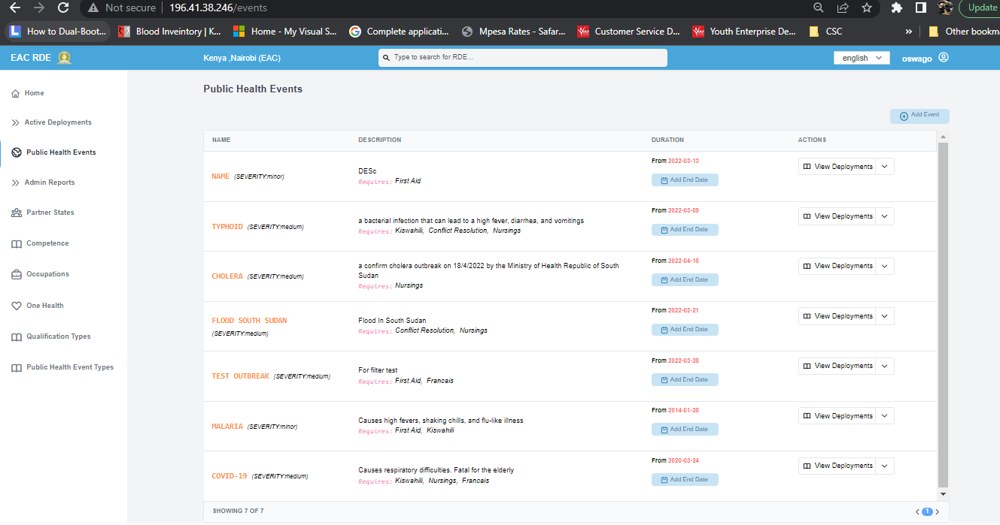 Not secure 196.41.38.246/events Update
How to Dual-Boot... Blood Inveintory | K... Home - My Visual S... Complete applicati... Mpesa Rates - Safar... Customer Service D... Youth Enterprise De... CSC » Other bookm
EAC RDE Kenya ,Nairobi (EAC) Type to search for RDE... english oswago
Home
Active Deployments
Public Health Events
Admin Reports
Partner States
Competence
Occupations
One Health
Qualification Types
Public Health Event Types
Public Health Events
Add Event
NAME DESCRIPTION DURATION ACTIONS
NAME (SEVERITY:minor)
DESc
Requires: First Aid
From 2022-03-13
Add End Date
View Deployments
TYPHOID (SEVERITY:medium)
a bacterial infection that can lead to a high fever, diarrhea, and vomitings
Requires: Kiswahili, Conflict Resolution, Nursings
From 2022-03-09
Add End Date
View Deployments
CHOLERA (SEVERITY:medium)
a confirm cholera outbreak on 18/4/2022 by the Ministry of Health Republic of South
Sudan
Requires: Nursings
From 2022-04-18
Add End Date
View Deployments
FLOOD SOUTH SUDAN
(SEVERITY:medium)
Flood In South Sudan
Requires: Conflict Resolution, Nursings
From 2022-02-21
Add End Date
View Deployments
TEST OUTBREAK (SEVERITY:medium)
For filter test
Requires: First Aid, Francais
From 2022-03-28
Add End Date
View Deployments
MALARIA (SEVERITY:minor)
Causes high fevers, shaking chills, and flu-like illness
Requires: First Aid, Kiswahili
From 2014-01-28
Add End Date
View Deployments
COVID-19 (SEVERITY:medium)
Causes respiratory difficulties. Fatal for the elderly
Requires: Kiswahili, Nursings, Francais
From 2020-03-24
Add End Date
View Deployments
SHOWING 7 OF 7 1